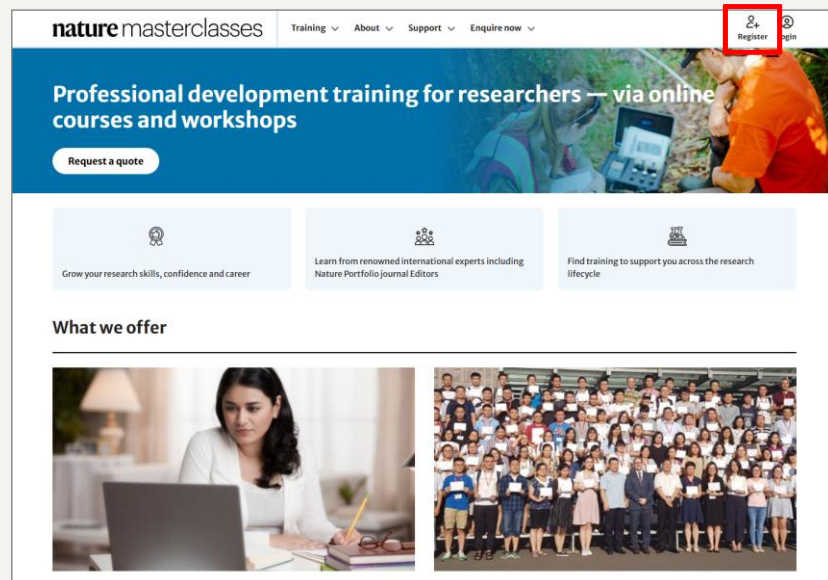 nature masterclasses
Training
About
Support
Enquire now
Register
Login
Professional development training for researchers — via online
courses and workshops
Request a quote
Grow your research skills, confidence and career
Learn from renowned international experts including
Nature Portfolio journal Editors
Find training to support you across the research
lifecycle
What we offer